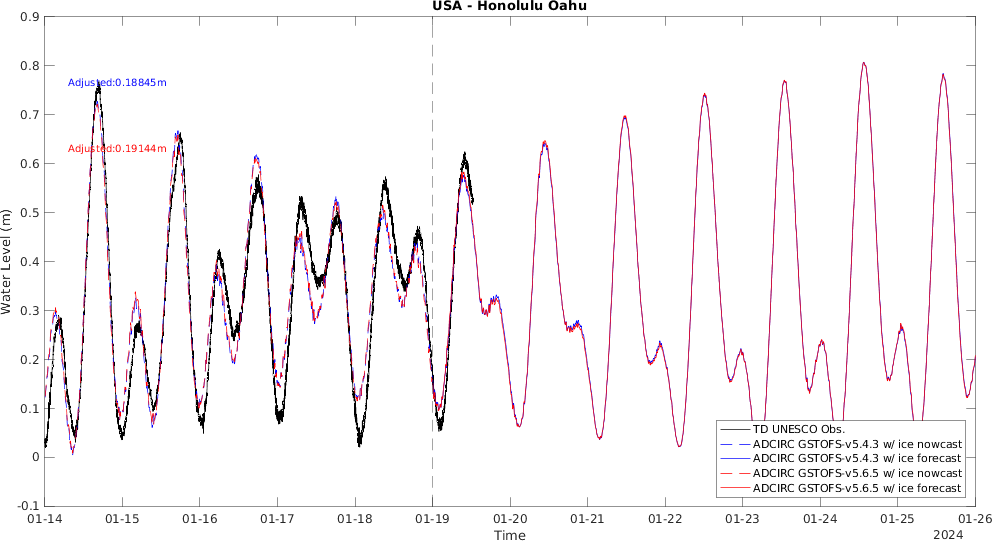 USA - Honolulu Oahu
0.9
0.8
0.7
0.6
0.5
0.4
0.3
0.2
0.1
0
-0.1
Water Level (m)
Adjusted:0.18845m
Adjusted:0.19144m
TD UNESCO Obs.
ADCIRC GSTOFS-v5.4.3 w/ ice nowcast
ADCIRC GSTOFS-v5.4.3 w/ ice forecast
ADCIRC GSTOFS-v5.6.5 w/ ice nowcast
ADCIRC GSTOFS-v5.6.5 w/ ice forecast
01-14 01-15 01-16 01-17 01-18 01-19 01-20 01-21 01-22 01-23 01-24 01-25 01-26
Time
2024